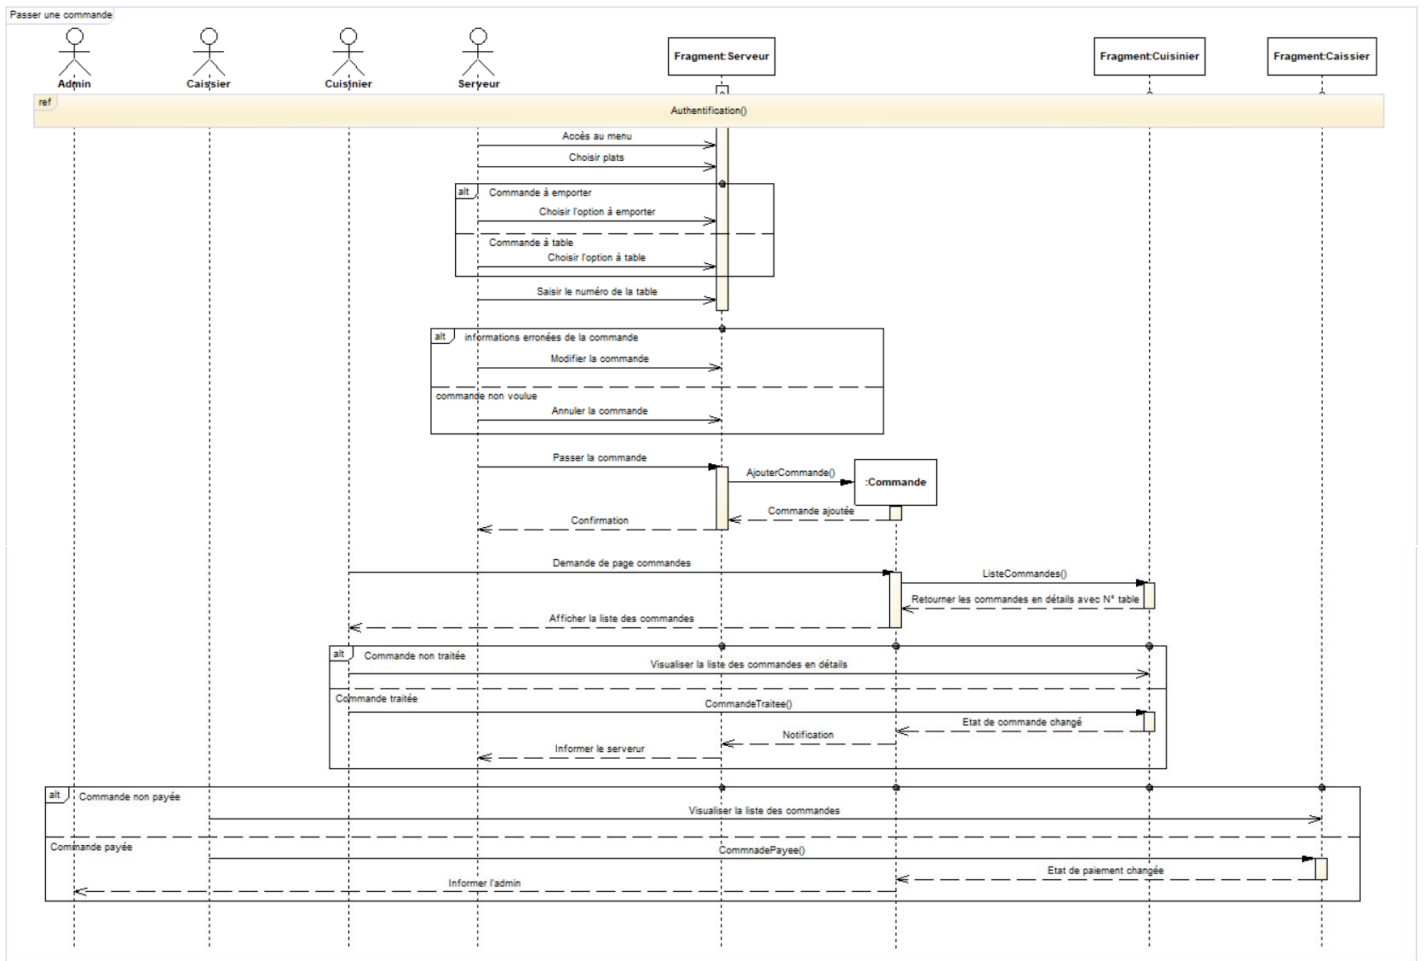 Passer une commande
Fragment:Serveur
Fragment:Cuisinier
Fragment:Caissier
Admin
Caissier
Cuisinier
Serveur
ref
Authentification()
Accès au menu
Choisir plats
alt
Commande à emporter
Choisir l'option à emporter
Commande à table
Choisir l'option à table
Saisir le numéro de la table
alt
informations erronées de la commande
Modifier la commande
commande non voulue
Annuler la commande
Passer la commande
AjouterCommande()
:Commande
Commande ajoutée
Confirmation
Demande de page commandes
ListeCommandes()
Retourner les commandes en détails avec N° table
Afficher la liste des commandes
alt
Commande non traitée
Visualiser la liste des commandes en détails
Commande traitée
CommandeTraitee()
Etat de commande changé
Notification
Informer le serverur
alt
Commande non payée
Visualiser la liste des commandes
Commande payée
CommnadePayee()
Etat de paiement changée
Informer l'admin